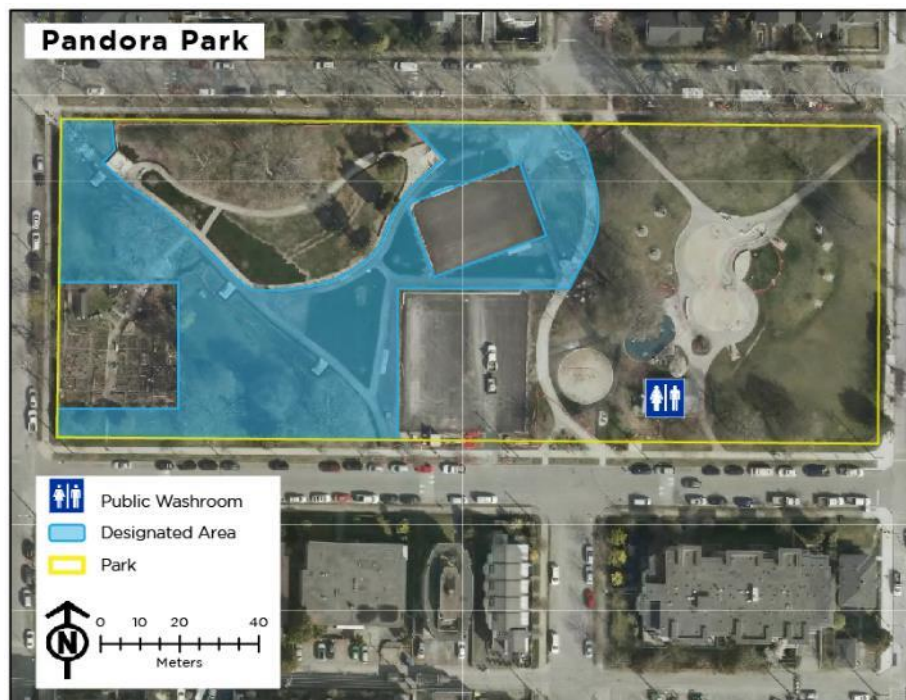 Pandora Park
Public Washroom
Designated Area
Park
N
0 10 20 40
Meters